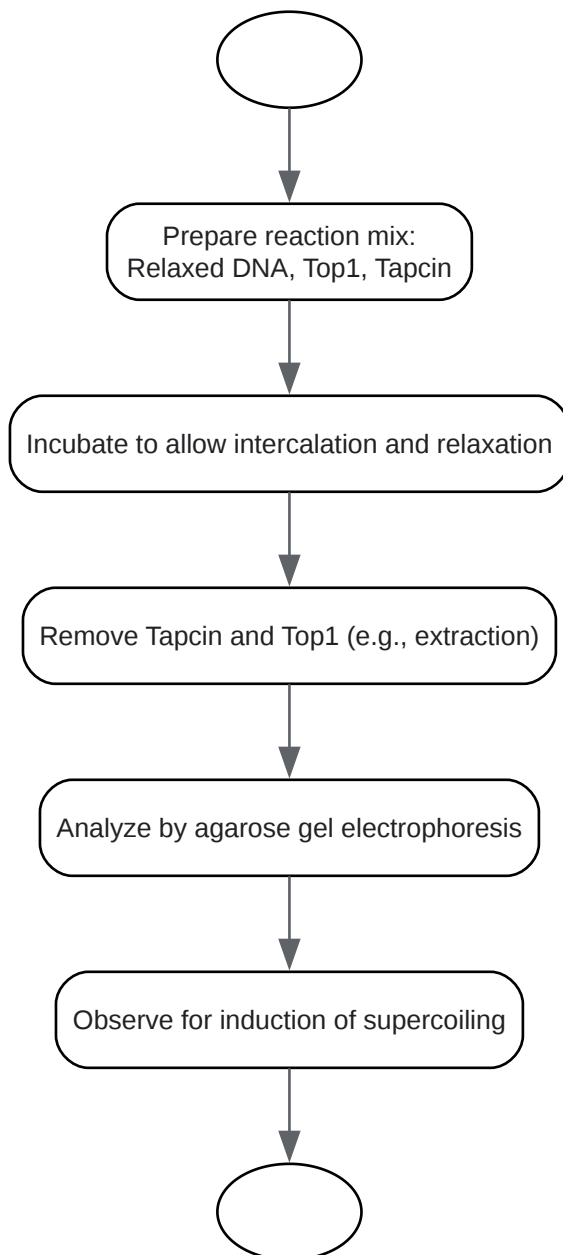 Prepare reaction mix:
Relaxed DNA, Top1, Tapcin
Incubate to allow intercalation and relaxation
Remove Tapcin and Top1 (e.g., extraction)
Analyze by agarose gel electrophoresis
Observe for induction of supercoiling